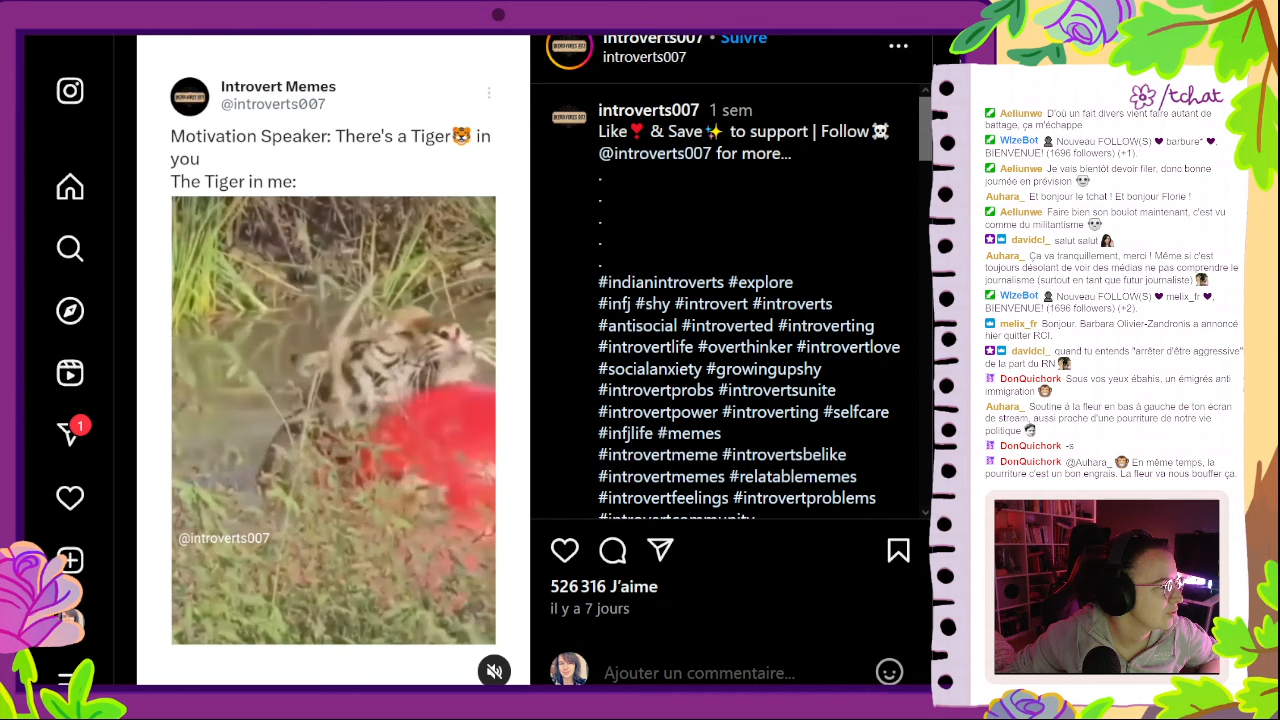 Introvert Memes
@introverts007
Motivation Speaker: There's a Tiger🐯 in
you
The Tiger in me:
@introverts007
1
introverts007 • Suivre
introverts007
introverts007 1 sem
Like❣️ & Save✨ to support | Follow☠️
@introverts007 for more...
.
.
.
.
.
#indianintroverts #explore
#infj #shy #introvert #introverts
#antisocial #introverted #introverting
#introvertlife #overthinker #introvertlove
#socialanxiety #growingupshy
#introvertprobs #introvertsunite
#introvertpower #introverting #selfcare
#infjlife #memes
#introvertmeme #introvertsbelike
#introvertmemes #relatablememes
#introvertfeelings #introvertproblems
#introvertcommunity
526 316 J'aime
il y a 7 jours
Ajouter un commentaire...
/tchat
Aeliunwe D'où un fait divers vient faire autant de
battage, ça m'échappe
WizeBot Nouveau FOLLOW(S) ♥ barbure* ♥,
BIENVENUE! (1696 followers) (+1).
Aeliunwe Je vais bientôt devoir filer, donc bonne
journée en prévision
Auhara_ Et bonjour le tchat ! Et bonjour Florie !
Aeliunwe Faire bien son boulot maintenant, c'est vu
comme du militantisme
davidcl_ salut salut
Auhara_ Ça va tranquillement, merci ! Même si c'est
toujours désolant de voir des médias ne pas comprendre le
journalisme (surtout en tant que futur journaliste)
WizeBot Nouveau FOLLOW(S) ♥ melix_fr ♥,
BIENVENUE! (1696 followers) (+2).
melix_fr Bonjour. Barbara Olivier-Zandronis a annoncé
hier quitter RCI.
davidcl_ quand tu entends "arrêter detre aggressive"
de la part du RN
DonQuichork Sous vos yeux ébahis, un émigrés anti
immigration
Auhara_ Soutine à la fleur en bas à gauche de ton écran
de stream, aussi proche d'une pourriture de notre vie
politique
DonQuichork -s
DonQuichork @Auhara_ En même temps, la
pourriture c'est un bon engrais. La fleur va nous bouffer ça.